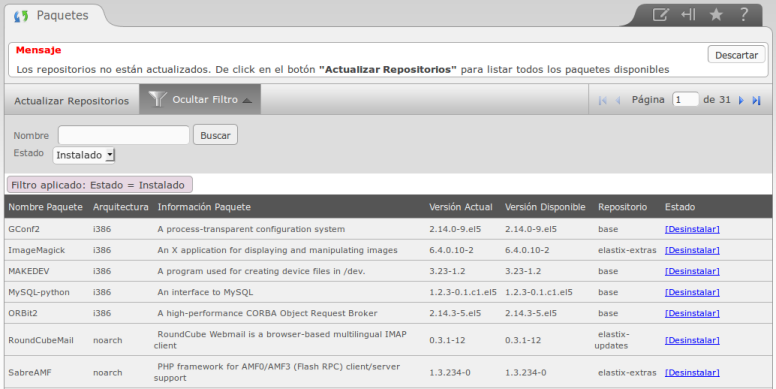 Paquetes
Mensaje
Descartar
Los repositorios no están actualizados. De click en el botón "Actualizar Repositorios" para listar todos los paquetes disponibles
Actualizar Repositorios Ocultar Filtro Página 1 de 31
Nombre Buscar
Estado Instalado
Filtro aplicado: Estado = Instalado
Nombre Paquete Arquitectura Información Paquete Versión Actual Versión Disponible Repositorio Estado
GConf2 i386 A process-transparent configuration system 2.14.0-9.el5 2.14.0-9.el5 base [Desinstalar]
ImageMagick i386 An X application for displaying and manipulating images 6.4.0.10-2 6.4.0.10-2 elastix-extras [Desinstalar]
MAKEDEV i386 A program used for creating device files in /dev. 3.23-1.2 3.23-1.2 base [Desinstalar]
MySQL-python i386 An interface to MySQL 1.2.3-0.1.c1.el5 1.2.3-0.1.c1.el5 base [Desinstalar]
ORBit2 i386 A high-performance CORBA Object Request Broker 2.14.3-5.el5 2.14.3-5.el5 base [Desinstalar]
RoundCubeMail noarch RoundCube Webmail is a browser-based multilingual IMAP client 0.3.1-12 0.3.1-12 elastix-updates [Desinstalar]
SabreAMF noarch PHP framework for AMF0/AMF3 (Flash RPC) client/server support 1.3.234-0 1.3.234-0 elastix-extras [Desinstalar]